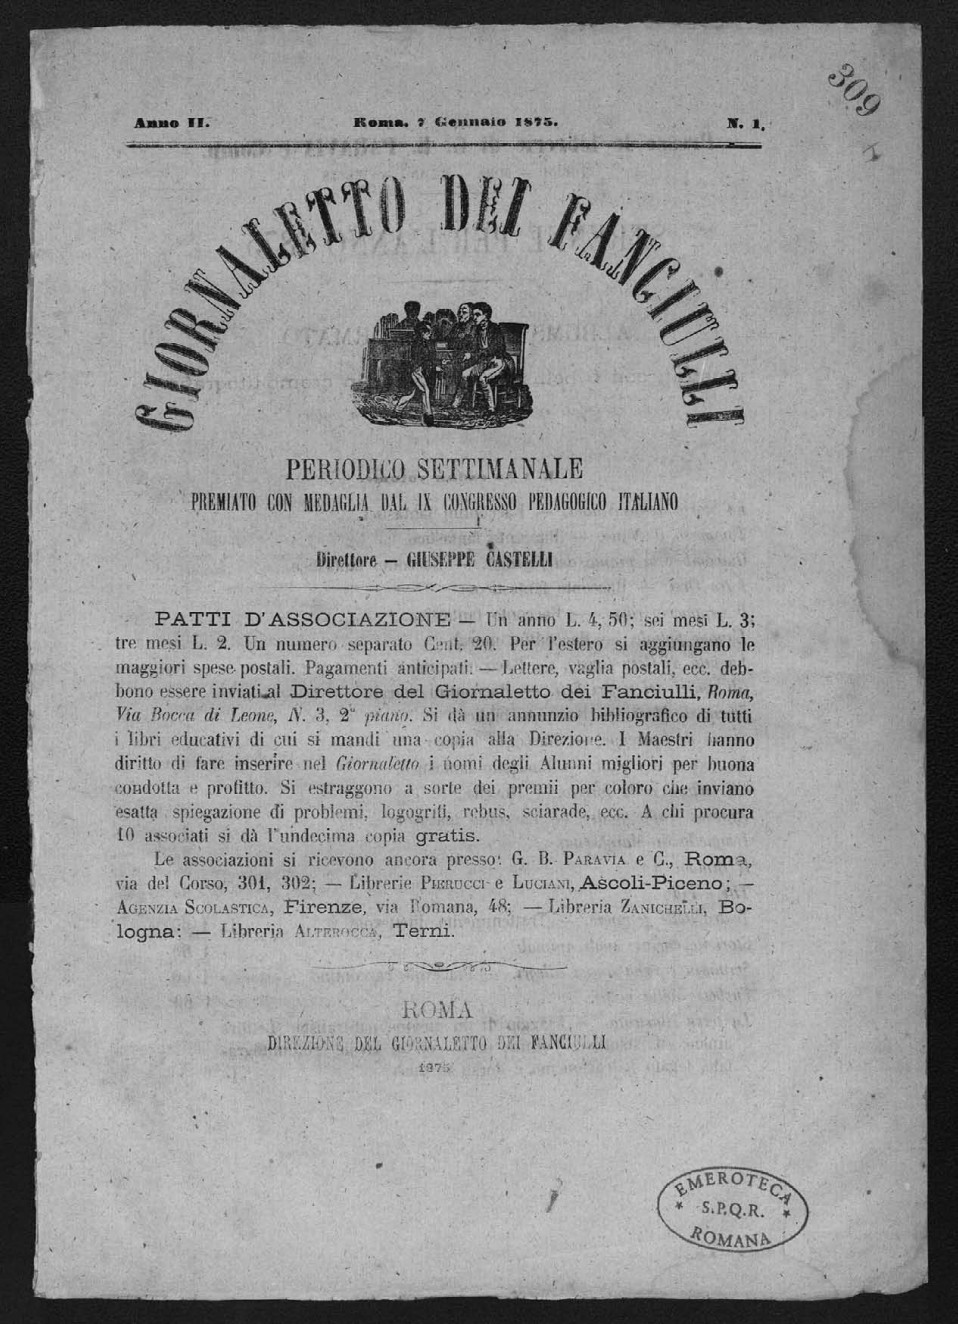 309
Anno II. Roma. 7 Gennaio 1875. N. 1.
GIORNALETTO DEI FANCIULLI
PERIODICO SETTIMANALE
PREMIATO CON MEDAGLIA DAL IX CONGRESSO PEDAGOGICO ITALIANO
Direttore — GIUSEPPE CASTELLI
PATTI D'ASSOCIAZIONE — Un anno L. 4, 50; sei mesi L. 3;
tre mesi L. 2. Un numero separato Cent. 20. Per l'estero si aggiungano le
maggiori spese postali. Pagamenti anticipati. — Lettere, vaglia postali, ecc. deb-
bono essere inviati al Direttore del Giornaletto dei Fanciulli, Roma,
Via Bocca di Leone, N. 3, 2° piano. Si dà un annunzio bibliografico di tutti
i libri educativi di cui si mandi una copia alla Direzione. I Maestri hanno
diritto di fare inserire nel Giornaletto i nomi degli Alunni migliori per buona
condotta e profitto. Si estraggono a sorte dei premii per coloro che inviano
esatta spiegazione di problemi, logogrifi, rebus, sciarade, ecc. A chi procura
10 associati si dà l'undecima copia gratis.
Le associazioni si ricevono ancora presso: G. B. PARAVIA e C., Roma,
via del Corso, 301, 302; — Librerie PIERUCCI e LUCIANI, Ascoli-Piceno; —
AGENZIA SCOLASTICA, Firenze, via Romana, 48; — Libreria ZANICHELLI, Bo-
logna; — Libreria ALTEROCCA, Terni.
ROMA
DIREZIONE DEL GIORNALETTO DEI FANCIULLI
1875
EMEROTECA
* S.P.Q.R. *
ROMANA